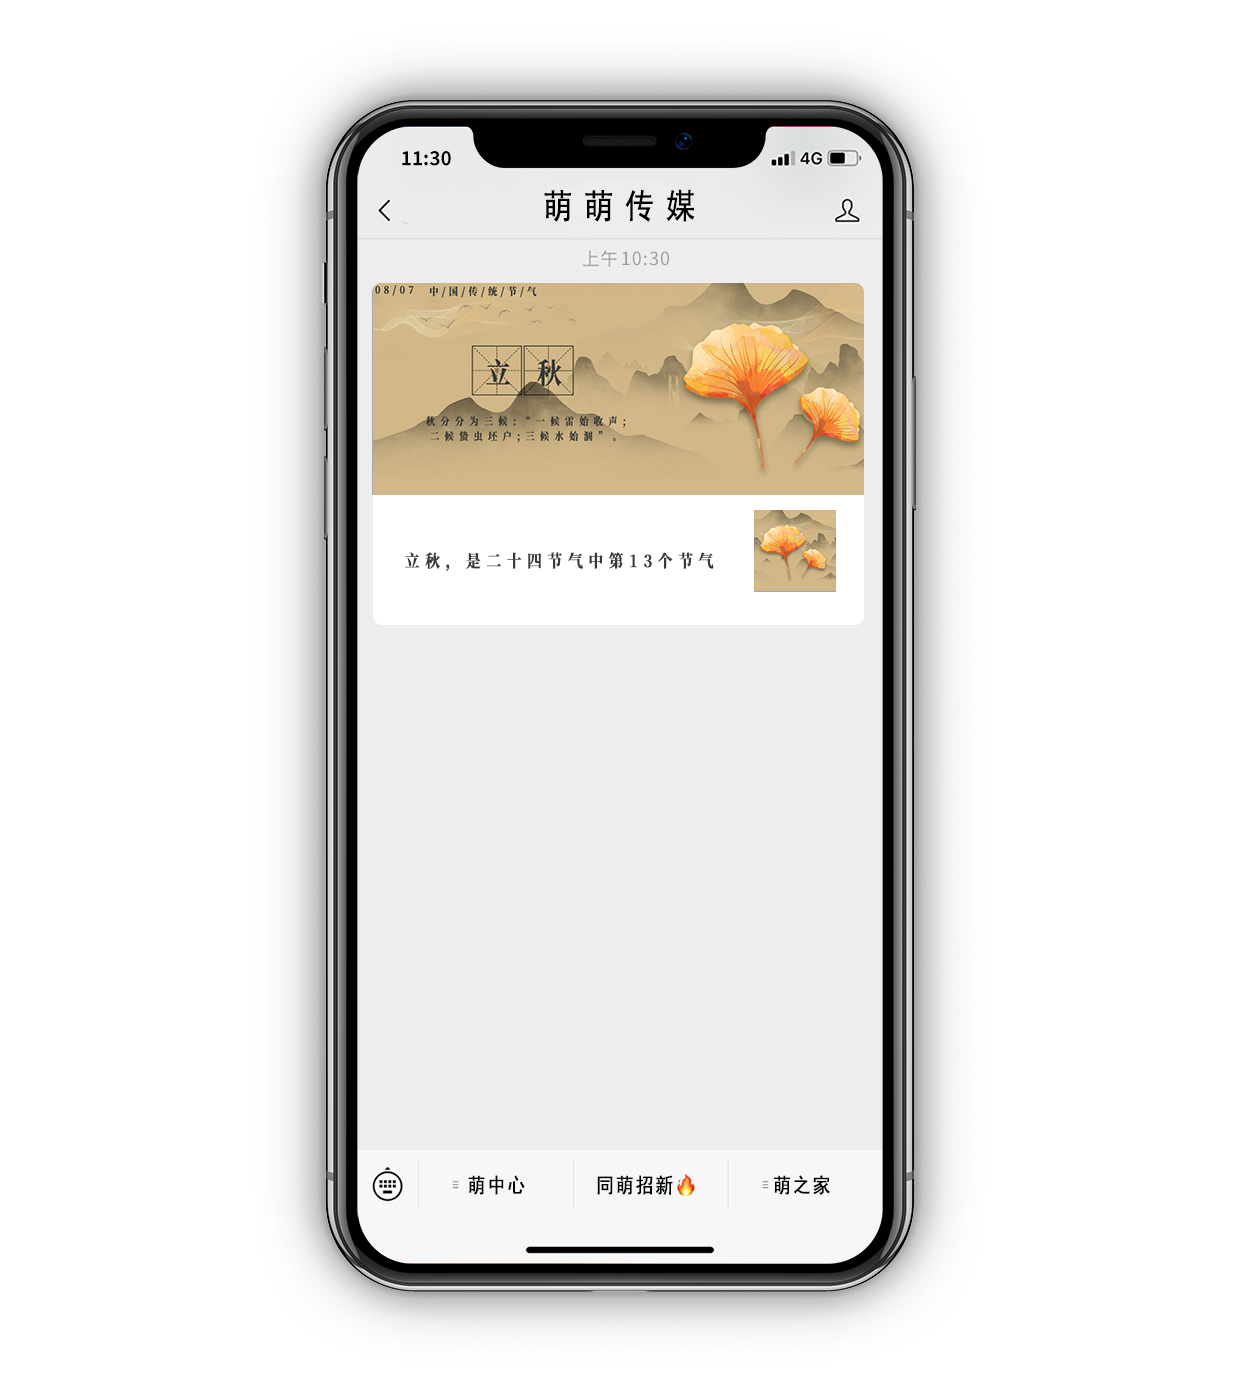 11:30
4G
萌萌传媒
上午10:30
08/07 中/国/传/统/节/气
立秋
秋分分为三候：“一候雷始收声；
二候蛰虫坯户；三候水始涸”。
立秋，是二十四节气中第13个节气
萌中心
同萌招新🔥
萌之家